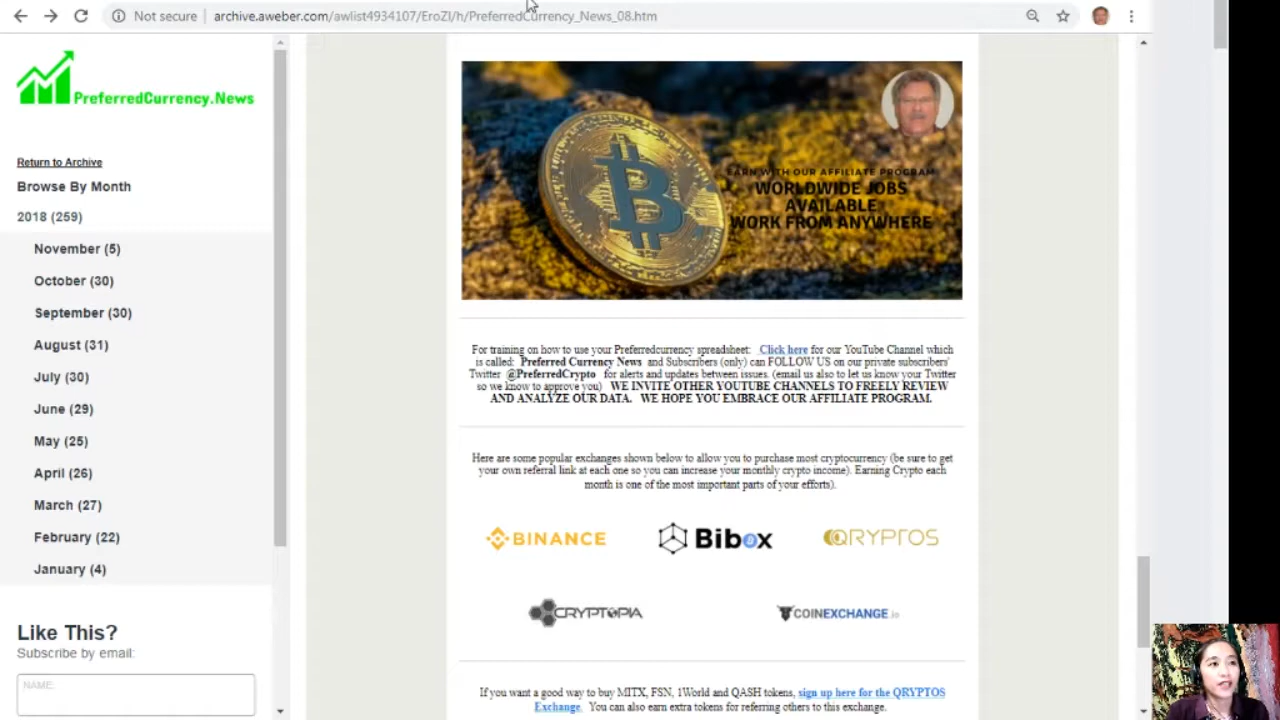 Not secure
archive.aweber.com/awlist4934107/EroZI/h/PreferredCurrency_News_08.htm
PreferredCurrency.News
Return to Archive
Browse By Month
2018 (259)
November (5)
October (30)
September (30)
August (31)
July (30)
June (29)
May (25)
April (26)
March (27)
February (22)
January (4)
Like This?
Subscribe by email:
NAME:
EARN WITH OUR AFFILIATE PROGRAM
WORLDWIDE JOBS
AVAILABLE
WORK FROM ANYWHERE
For training on how to use your Preferredcurrency spreadsheet: Click here for our YouTube Channel which
is called: Preferred Currency News and Subscribers (only) can FOLLOW US on our private subscribers'
Twitter @PreferredCrypto for alerts and updates between issues. (email us also to let us know your Twitter
so we know to approve you) WE INVITE OTHER YOUTUBE CHANNELS TO FREELY REVIEW
AND ANALYZE OUR DATA. WE HOPE YOU EMBRACE OUR AFFILIATE PROGRAM.
Here are some popular exchanges shown below to allow you to purchase most cryptocurrency (be sure to get
your own referral link at each one so you can increase your monthly crypto income). Earning Crypto each
month is one of the most important parts of your efforts).
BINANCE
Bibox
QRYPTOS
CRYPTOPIA
COINEXCHANGE.io
If you want a good way to buy MITX, FSN, 1World and QASH tokens, sign up here for the QRYPTOS
Exchange. You can also earn extra tokens for referring others to this exchange.